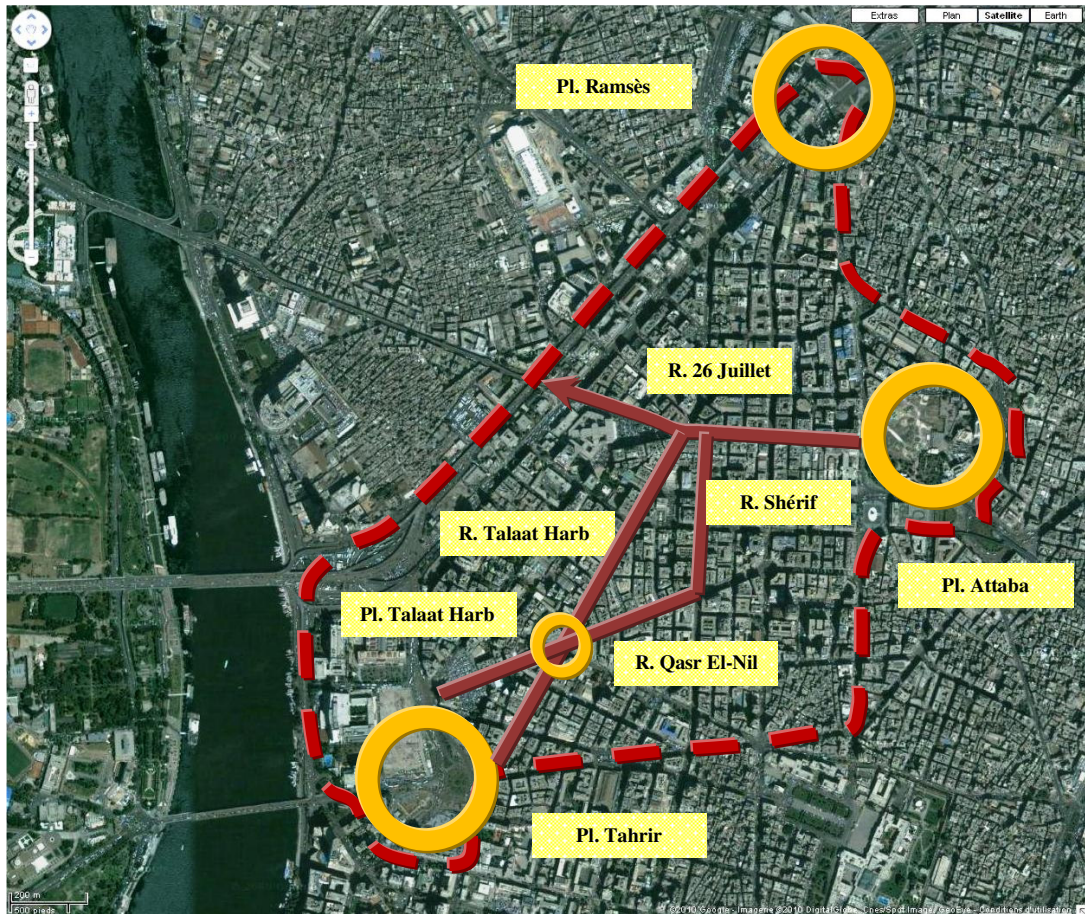 Extras Plan Satellite Earth
Pl. Ramsès
R. 26 Juillet
R. Shérif
R. Talaat Harb
Pl. Attaba
Pl. Talaat Harb
R. Qasr El-Nil
Pl. Tahrir
200 m
500 pieds
©2010 Google - Imagerie ©2010 DigitalGlobe, Cnes/Spot Image, GeoEye - Conditions d'utilisation